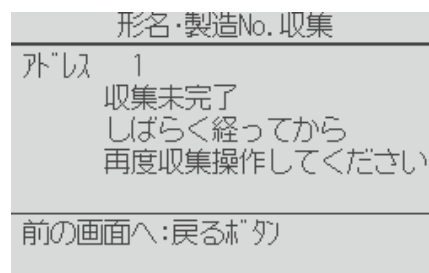 形名･製造No.収集
ｱﾄﾞﾚｽ 1
収集未完了
しばらく経ってから
再度収集操作してください
前の画面へ:戻るﾎﾞﾀﾝ